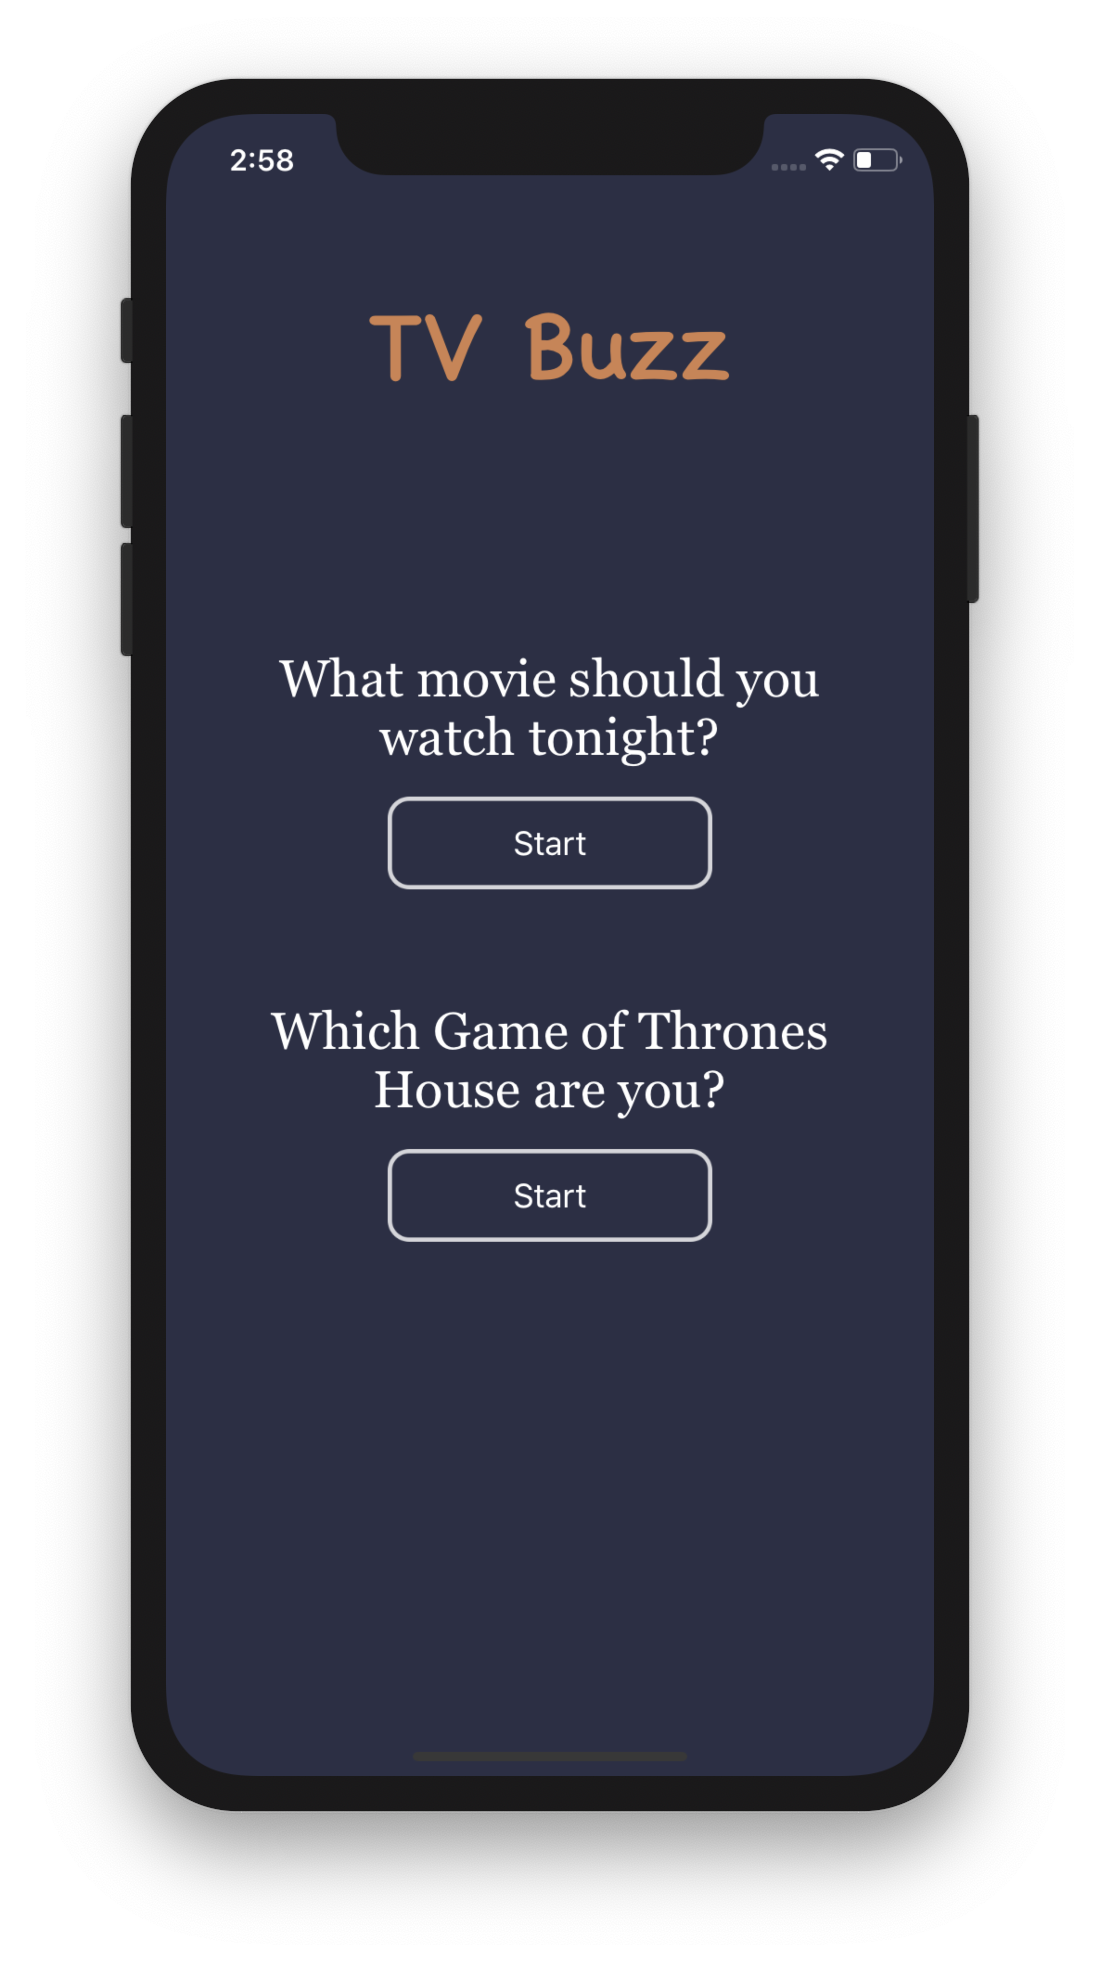 2:58
TV Buzz
What movie should you
watch tonight?
Start
Which Game of Thrones
House are you?
Start